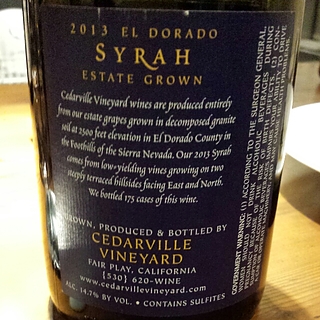 2013 EL DORADO
SYRAH
ESTATE GROWN
Cedarville Vineyard wines are produced entirely
from our estate grapes grown in decomposed granite
soil at 2500 feet elevation in El Dorado County in
the foothills of the Sierra Nevada. Our 2013 Syrah
comes from low-yielding vines growing on two
steeply terraced hillsides facing East and North.
We bottled 175 cases of this wine.
GROWN, PRODUCED & BOTTLED BY
CEDARVILLE
VINEYARD
FAIR PLAY, CALIFORNIA
(530) 620-WINE
www.cedarvillevineyard.com
ALC. 14.7% BY VOL. • CONTAINS SULFITES
GOVERNMENT WARNING: (1) ACCORDING TO THE SURGEON GENERAL,